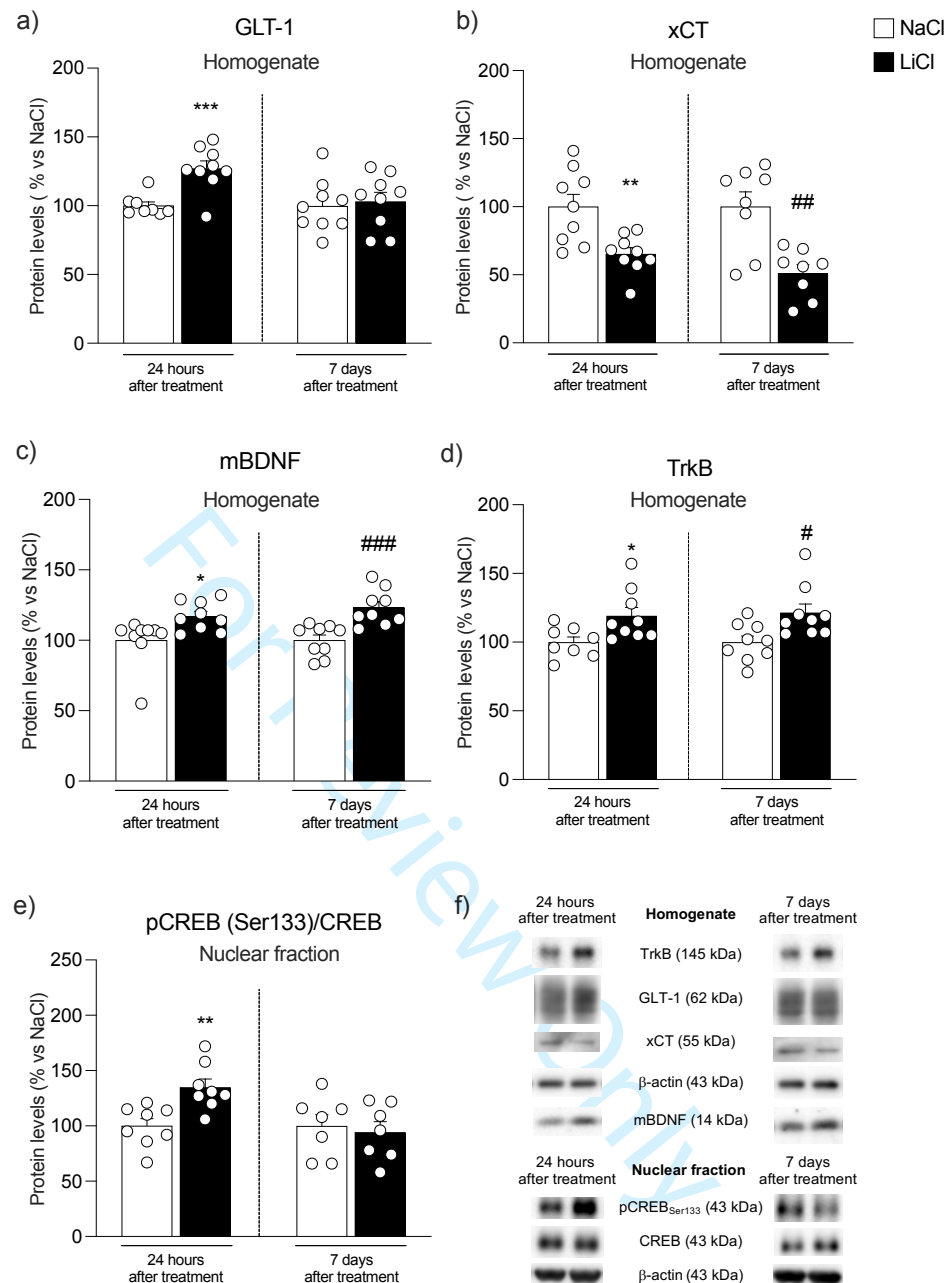 a)
GLT-1
Homogenate
Protein levels ( % vs NaCl)
200
150
100
50
0
***
24 hours
after treatment
7 days
after treatment
b)
xCT
Homogenate
Protein levels ( % vs NaCl)
200
150
100
50
0
**
##
24 hours
after treatment
7 days
after treatment
NaCl
LiCl
c)
mBDNF
Homogenate
Protein levels (% vs NaCl)
200
150
100
50
0
*
###
24 hours
after treatment
7 days
after treatment
d)
TrkB
Homogenate
Protein levels (% vs NaCl)
200
150
100
50
0
*
#
24 hours
after treatment
7 days
after treatment
e)
pCREB (Ser133)/CREB
Nuclear fraction
Protein levels (% vs NaCl)
250
200
150
100
50
0
**
24 hours
after treatment
7 days
after treatment
f)
24 hours
after treatment
Homogenate
7 days
after treatment
TrkB (145 kDa)
GLT-1 (62 kDa)
xCT (55 kDa)
β-actin (43 kDa)
mBDNF (14 kDa)
24 hours
after treatment
Nuclear fraction
7 days
after treatment
pCREBSer133 (43 kDa)
CREB (43 kDa)
β-actin (43 kDa)
For Review Only